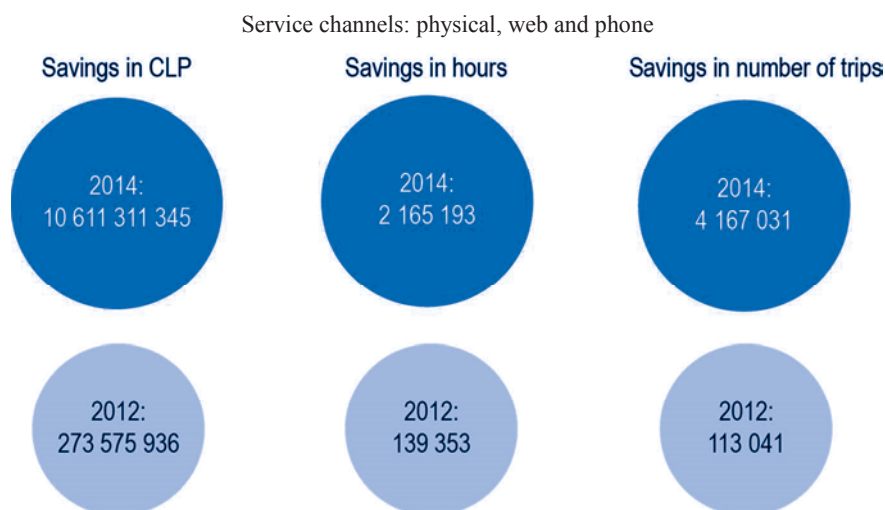 Service channels: physical, web and phone
Savings in CLP
Savings in hours
Savings in number of trips
2014:
10 611 311 345
2014:
2 165 193
2014:
4 167 031
2012:
273 575 936
2012:
139 353
2012:
113 041